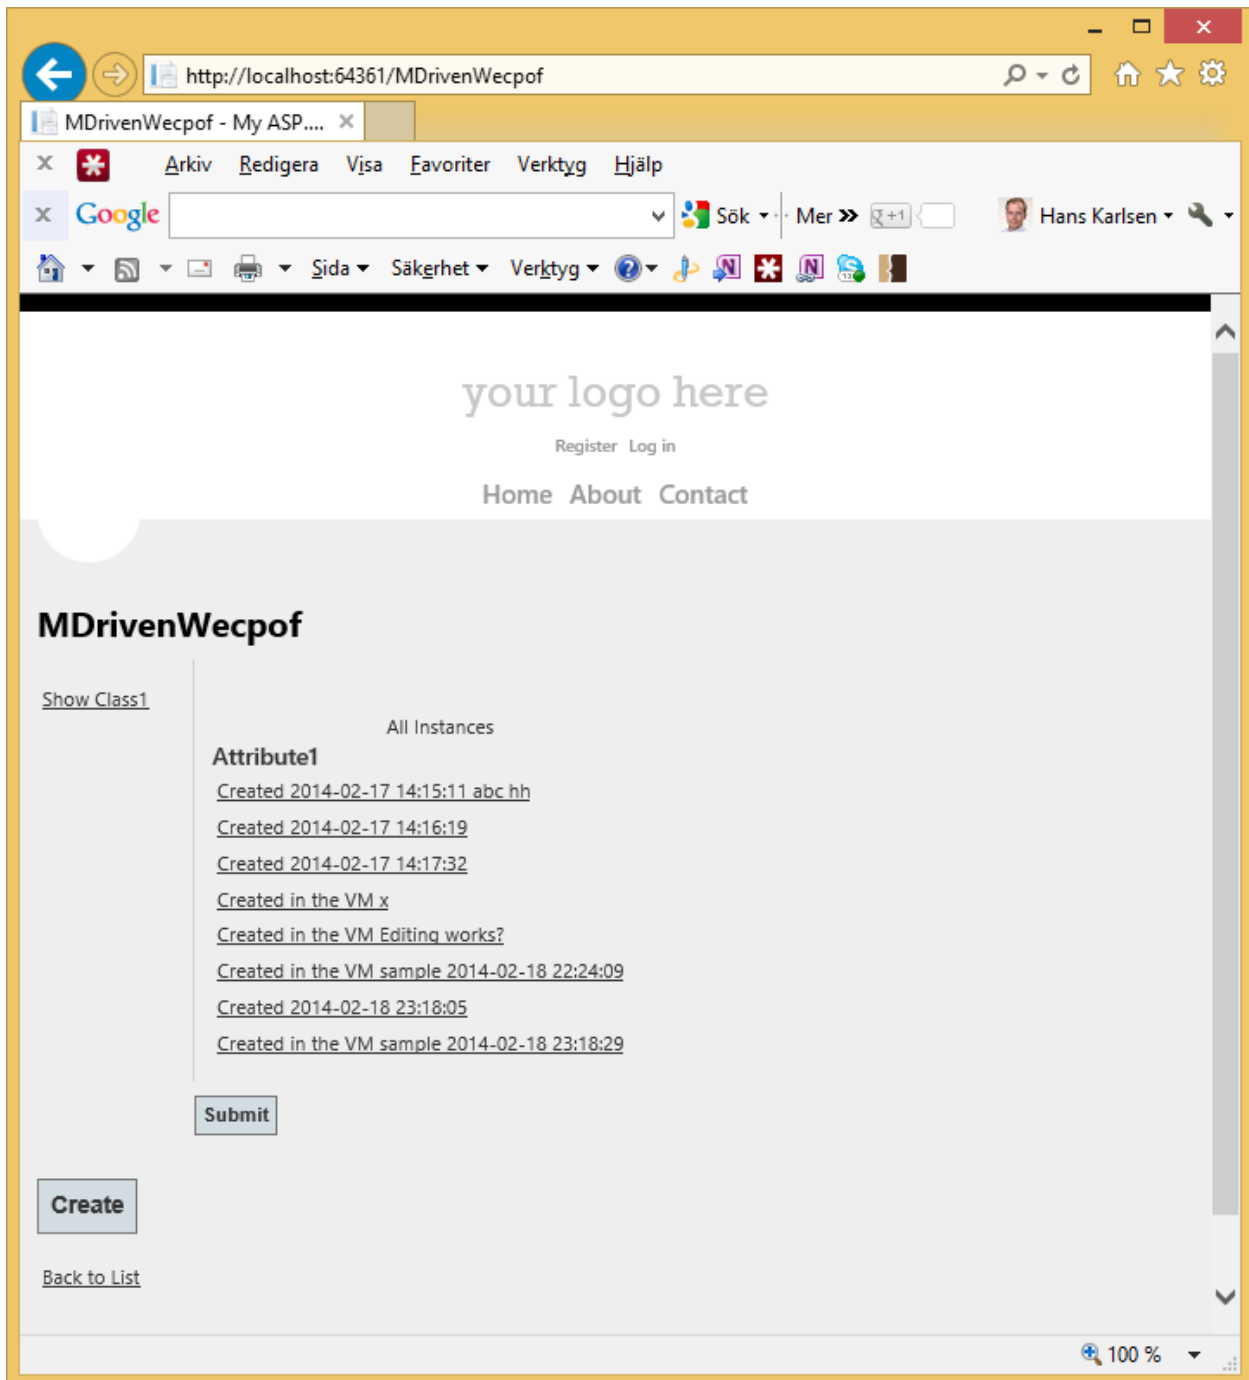 http://localhost:64361/MDrivenWecpof
MDrivenWecpof - My ASP....
Arkiv Redigera Visa Favoriter Verktyg Hjälp
Google Sök Mer +1 Hans Karlsen
Sida Säkerhet Verktyg
your logo here
Register Log in
Home About Contact
MDrivenWecpof
Show Class1
All Instances
Attribute1
Created 2014-02-17 14:15:11 abc hh
Created 2014-02-17 14:16:19
Created 2014-02-17 14:17:32
Created in the VM x
Created in the VM Editing works?
Created in the VM sample 2014-02-18 22:24:09
Created 2014-02-18 23:18:05
Created in the VM sample 2014-02-18 23:18:29
Submit
Create
Back to List
100 %